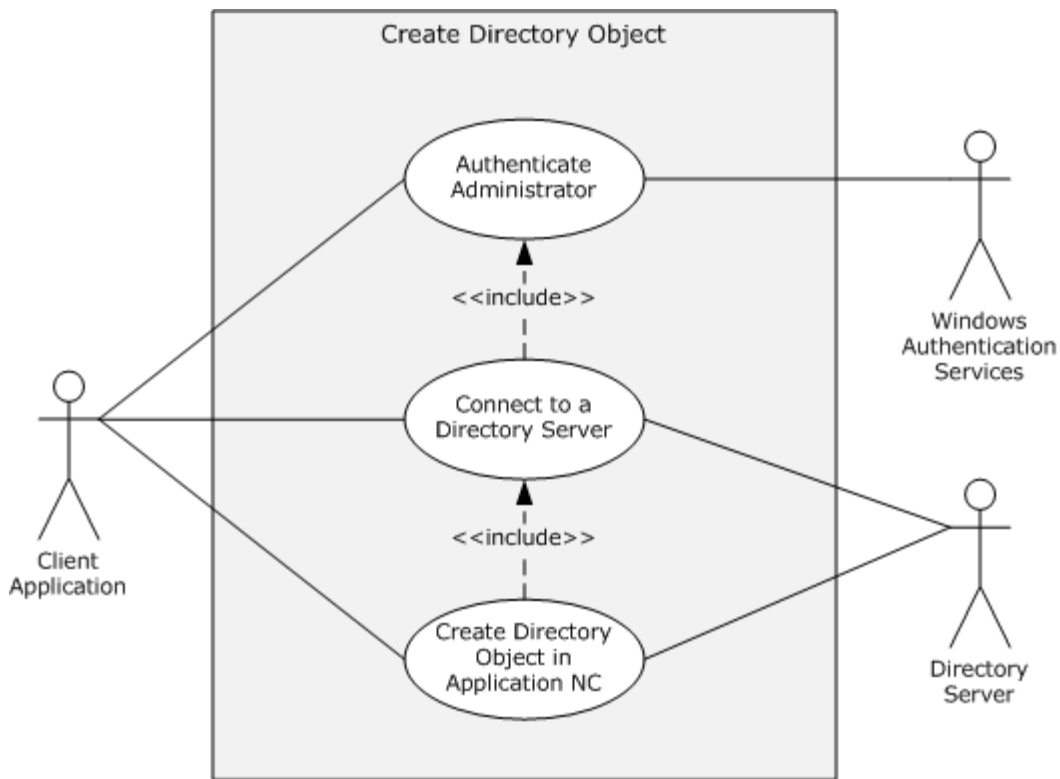 Create Directory Object
Authenticate
Administrator
<<include>>
Windows
Authentication
Services
Connect to a
Directory Server
<<include>>
Client
Application
Create Directory
Object in
Application NC
Directory
Server